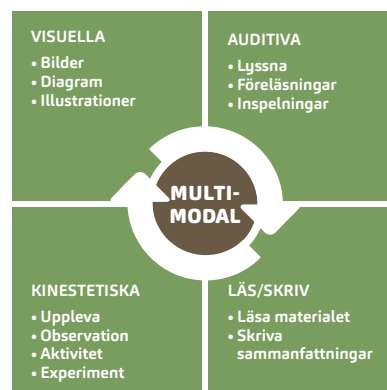 VISUELLA
• Bilder
• Diagram
• Illustrationer
AUDITIVA
• Lyssna
• Föreläsningar
• Inspelningar
MULTI-
MODAL
KINESTETISKA
• Uppleva
• Observation
• Aktivitet
• Experiment
LÄS/SKRIV
• Läsa materialet
• Skriva
sammanfattningar